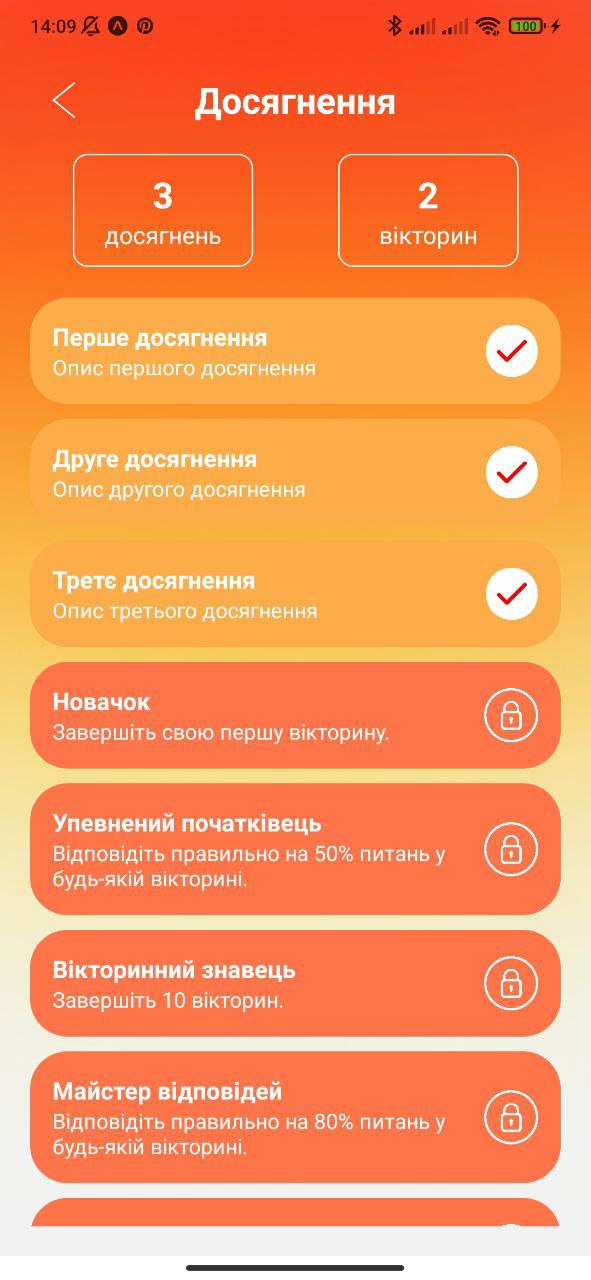 14:09
100
Досягнення
3
досягнень
2
вікторин
Перше досягнення
Опис першого досягнення
Друге досягнення
Опис другого досягнення
Третє досягнення
Опис третього досягнення
Новачок
Завершіть свою першу вікторину.
Упевнений початківець
Відповідіть правильно на 50% питань у
будь-якій вікторині.
Вікторинний знавець
Завершіть 10 вікторин.
Майстер відповідей
Відповідіть правильно на 80% питань у
будь-якій вікторині.